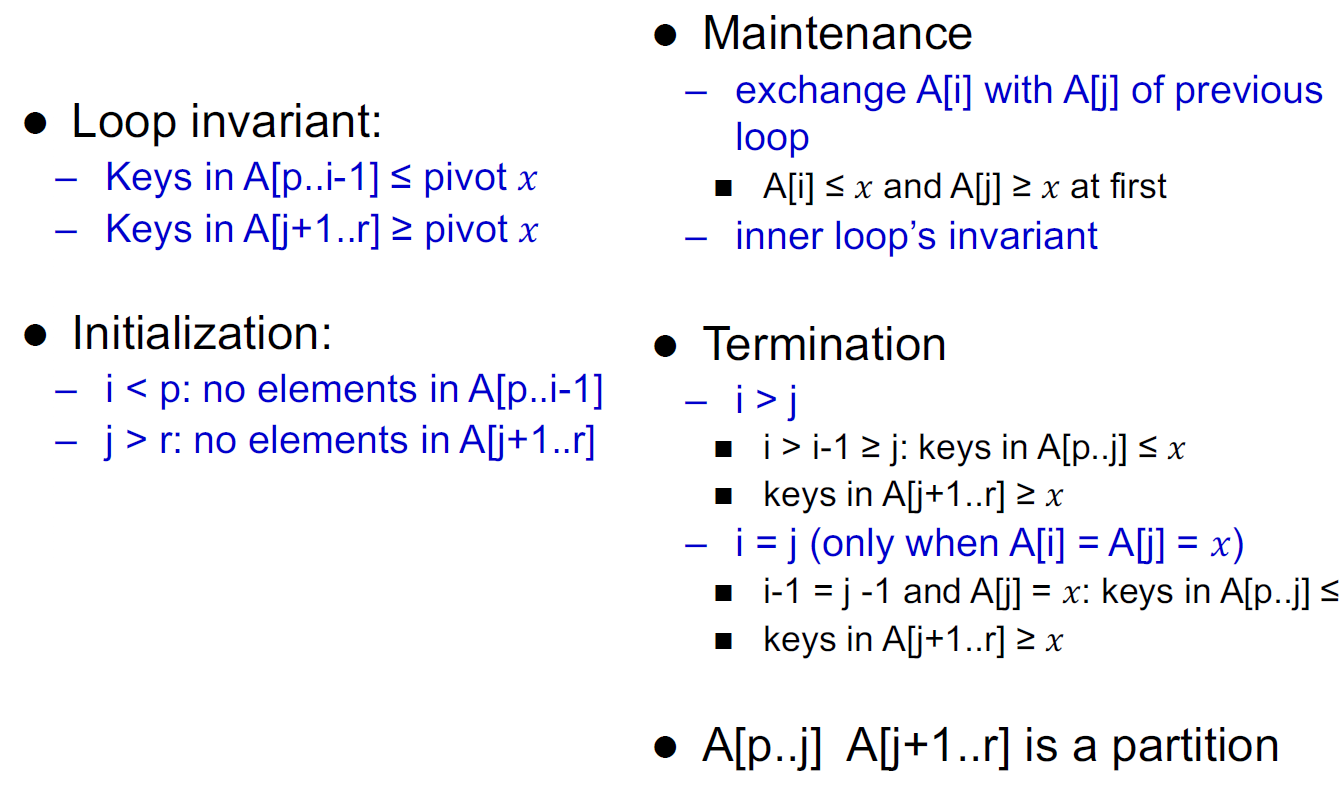 ● Loop invariant:
– Keys in A[p..i-1] ≤ pivot x
– Keys in A[j+1..r] ≥ pivot x
● Initialization:
– i < p: no elements in A[p..i-1]
– j > r: no elements in A[j+1..r]
● Maintenance
– exchange A[i] with A[j] of previous
loop
■ A[i] ≤ x and A[j] ≥ x at first
– inner loop’s invariant
● Termination
– i > j
■ i > i-1 ≥ j: keys in A[p..j] ≤ x
■ keys in A[j+1..r] ≥ x
– i = j (only when A[i] = A[j] = x)
■ i-1 = j -1 and A[j] = x: keys in A[p..j] ≤
■ keys in A[j+1..r] ≥ x
● A[p..j] A[j+1..r] is a partition